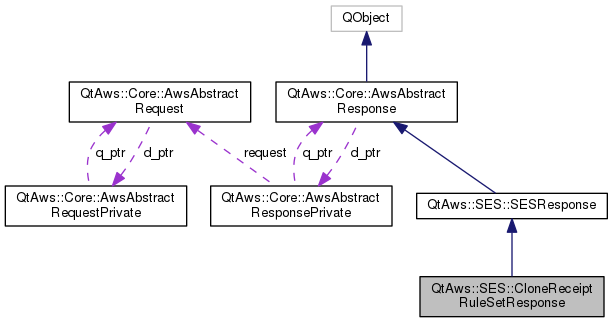 QObject
QtAws::Core::AwsAbstract
Request
QtAws::Core::AwsAbstract
Response
q_ptr
d_ptr
request
q_ptr
d_ptr
QtAws::Core::AwsAbstract
RequestPrivate
QtAws::Core::AwsAbstract
ResponsePrivate
QtAws::SES::SESResponse
QtAws::SES::CloneReceipt
RuleSetResponse